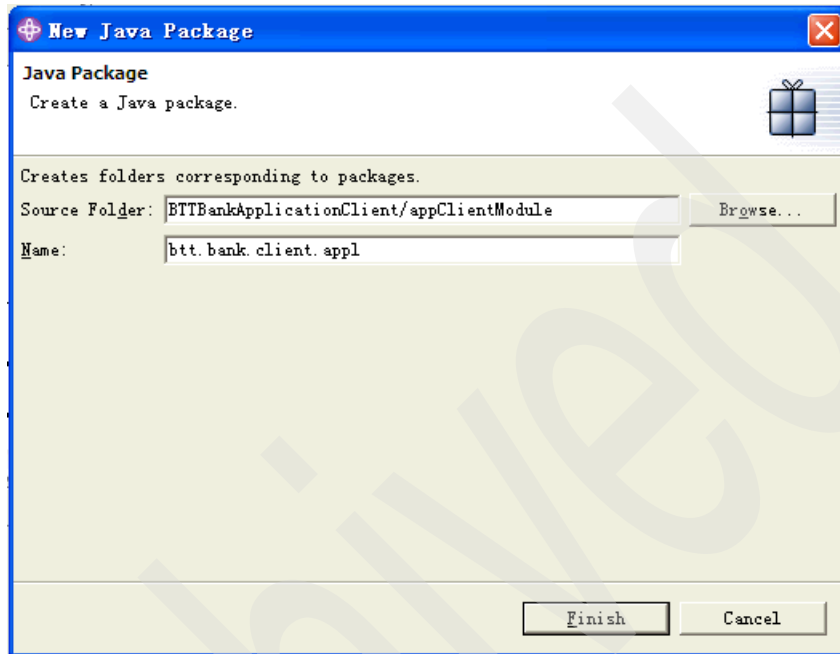 New Java Package
Java Package
Create a Java package.
Creates folders corresponding to packages.
Source Folder: BTTBankApplicationClient/appClientModule Browse...
Name: btt.bank.client.appl
Finish Cancel